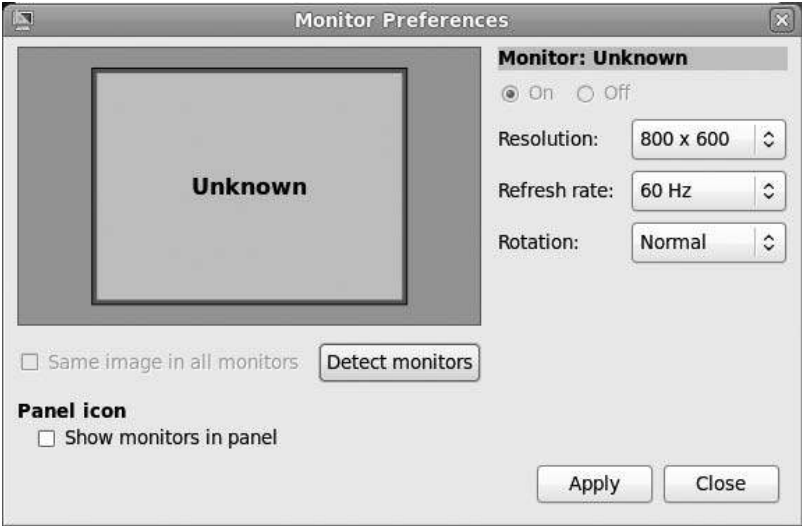 Monitor Preferences
Unknown
Monitor: Unknown
On Off
Resolution: 800 x 600
Refresh rate: 60 Hz
Rotation: Normal
Same image in all monitors Detect monitors
Panel icon
Show monitors in panel
Apply Close